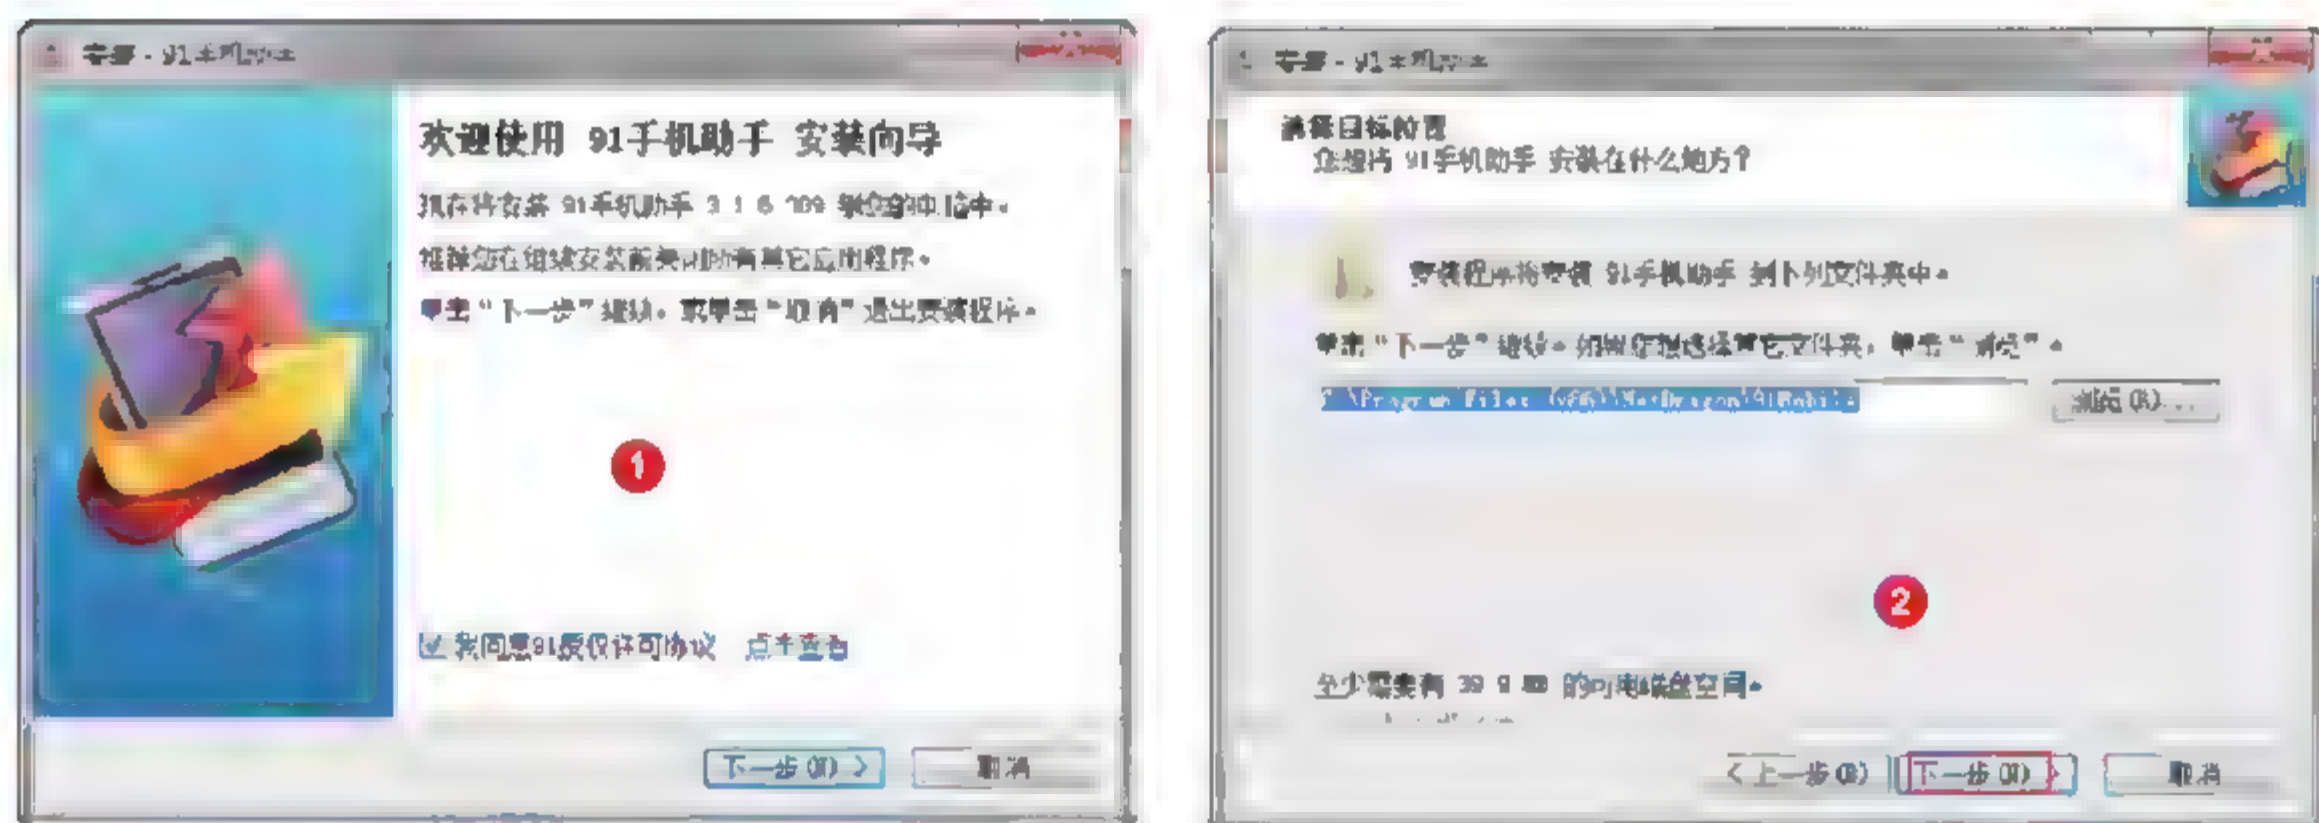 安装 - 91手机助手
欢迎使用 91手机助手 安装向导
现在将安装 91手机助手 3 1 6 到您的电脑中。
推荐您在继续安装前关闭所有其它应用程序。
单击“下一步”继续，或单击“取消”退出安装程序。
1
我同意91授权许可协议 点击查看
下一步(N) > 取消
安装 - 91手机助手
选择目标位置
您想将 91手机助手 安装在什么地方?
安装程序将安装 91手机助手 到下列文件夹中。
单击“下一步”继续。如果您想选择其它文件夹，单击“浏览”。
\Program Files (x86)\NetDragon\91Mobile
浏览(R)...
2
至少需要有 39 9 MB 的可用磁盘空间。
< 上一步(B) 下一步(N) > 取消